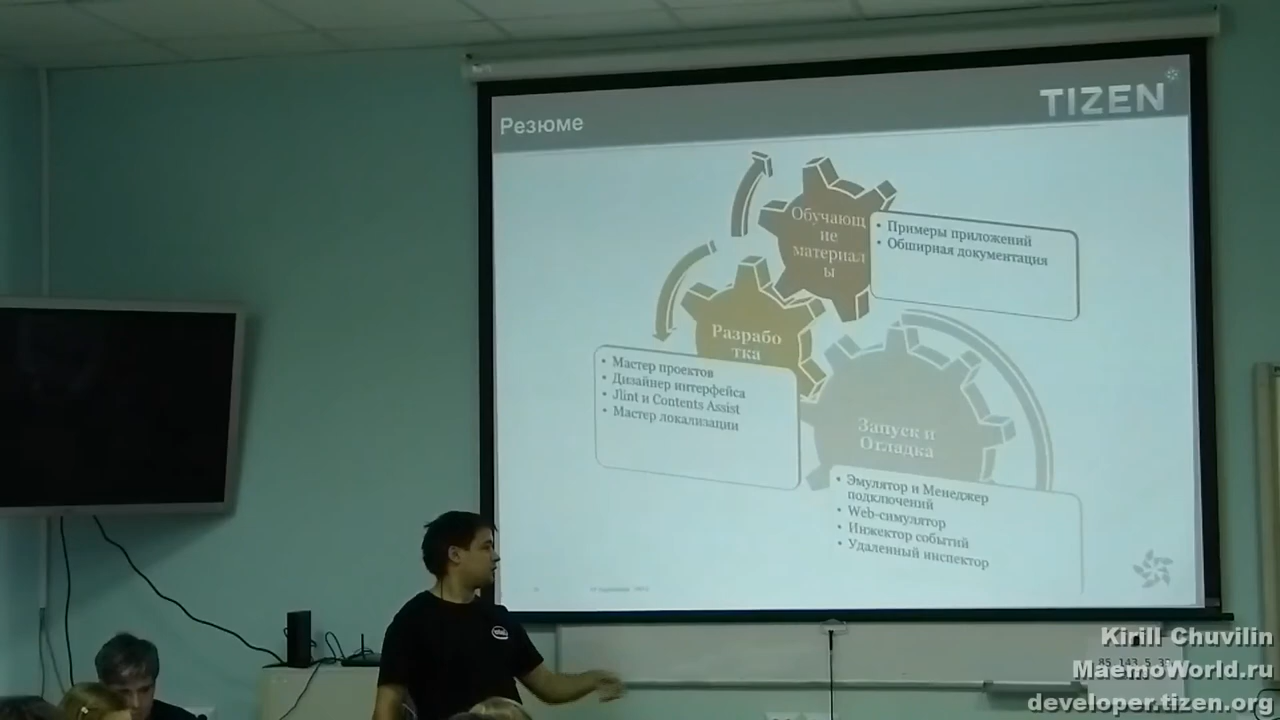 Резюме
TIZEN
Обучающ
ие
материал
ы
• Примеры приложений
• Обширная документация
Разрабо
тка
• Мастер проектов
• Дизайнер интерфейса
• Jlint и Contents Assist
• Мастер локализации
Запуск и
Отладка
• Эмулятор и Менеджер
подключений
• Web-симулятор
• Инжектор событий
• Удаленный инспектор
intel
Kirill Chuvilin
MaemoWorld.ru
developer.tizen.org